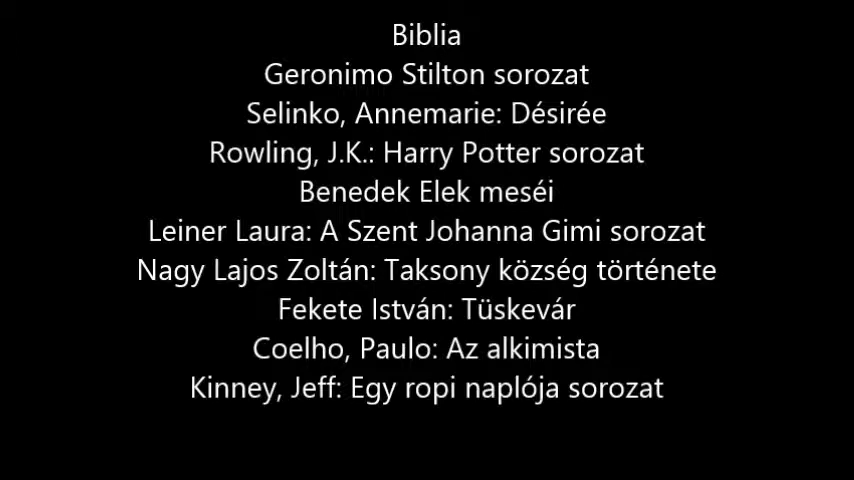 Biblia
Geronimo Stilton sorozat
Selinko, Annemarie: Désirée
Rowling, J.K.: Harry Potter sorozat
Benedek Elek meséi
Leiner Laura: A Szent Johanna Gimi sorozat
Nagy Lajos Zoltán: Taksony község története
Fekete István: Tüskevár
Coelho, Paulo: Az alkimista
Kinney, Jeff: Egy ropi naplója sorozat